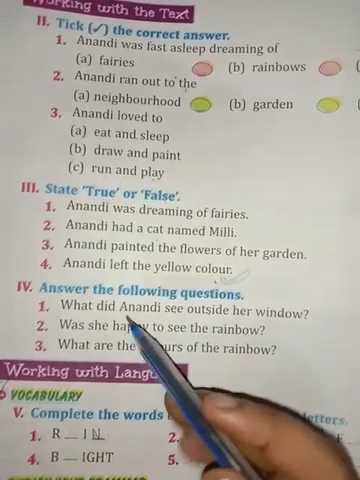 Working with the Text
II. Tick (✓) the correct answer.
1. Anandi was fast asleep dreaming of
(a) fairies (b) rainbows (
2. Anandi ran out to the
(a) neighbourhood (b) garden (
3. Anandi loved to
(a) eat and sleep
(b) draw and paint
(c) run and play
III. State 'True' or 'False'.
1. Anandi was dreaming of fairies.
2. Anandi had a cat named Milli.
3. Anandi painted the flowers of her garden.
4. Anandi left the yellow colour.
IV. Answer the following questions.
1. What did Anandi see outside her window?
2. Was she happy to see the rainbow?
3. What are the colours of the rainbow?
Working with Langu
VOCABULARY
V. Complete the words letters.
1. R _ I N 2. E
4. B _ IGHT 5.